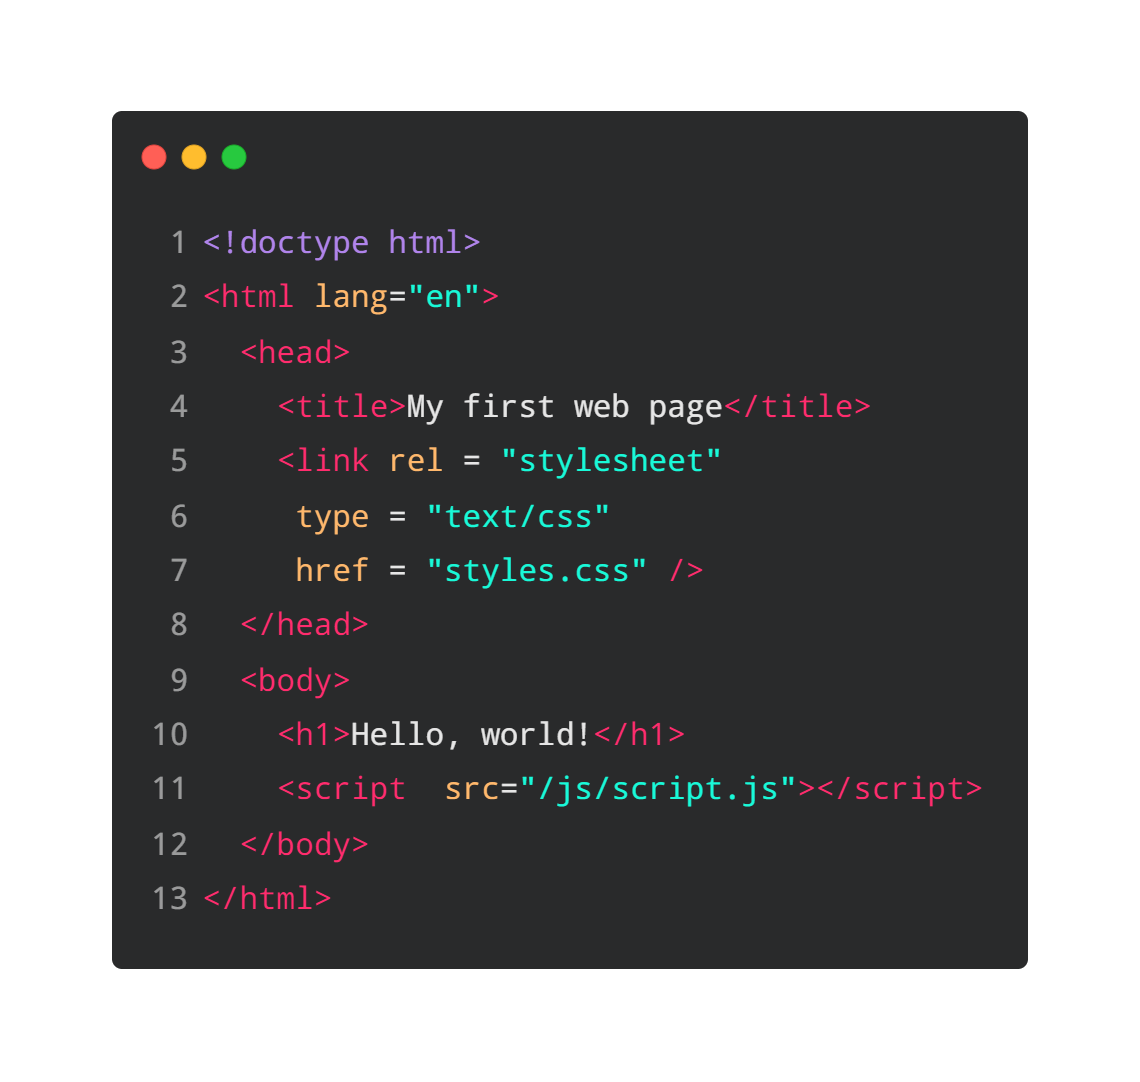 1 <!doctype html>
2 <html lang="en">
3   <head>
4     <title>My first web page</title>
5     <link rel = "stylesheet"
6      type = "text/css"
7      href = "styles.css" />
8   </head>
9   <body>
10     <h1>Hello, world!</h1>
11     <script  src="/js/script.js"></script>
12   </body>
13 </html>